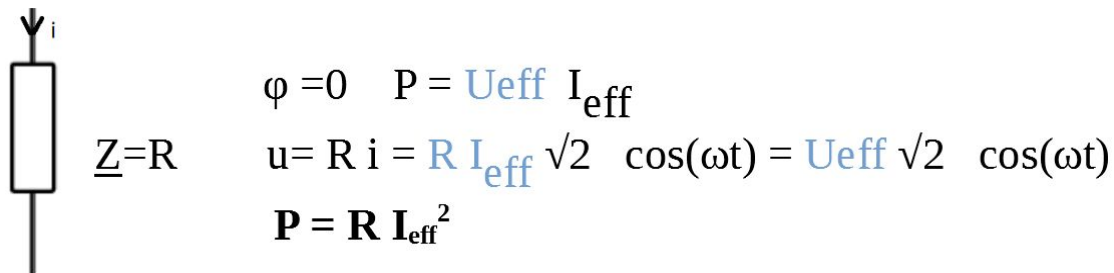 i
φ =0 P = Ueff Ieff
Z=R
u= R i = R Ieff √2 cos(ωt) = Ueff √2 cos(ωt)
P = R Ieff²